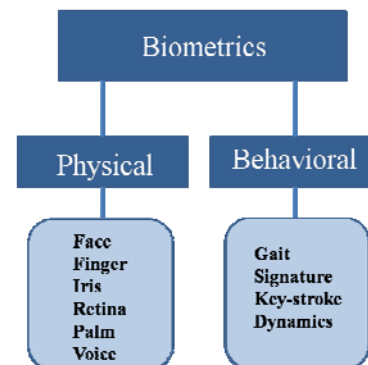 Biometrics
Physical
Behavioral
Face
Finger
Iris
Retina
Palm
Voice
Gait
Signature
Key-stroke
Dynamics